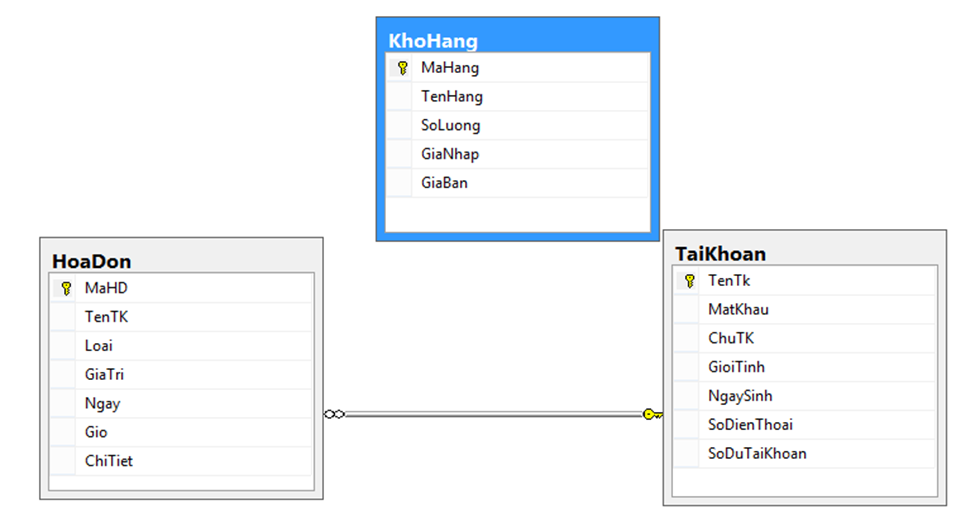 KhoHang
MaHang
TenHang
SoLuong
GiaNhap
GiaBan
HoaDon
MaHD
TenTK
Loai
GiaTri
Ngay
Gio
ChiTiet
TaiKhoan
TenTk
MatKhau
ChuTK
GioiTinh
NgaySinh
SoDienThoai
SoDuTaiKhoan